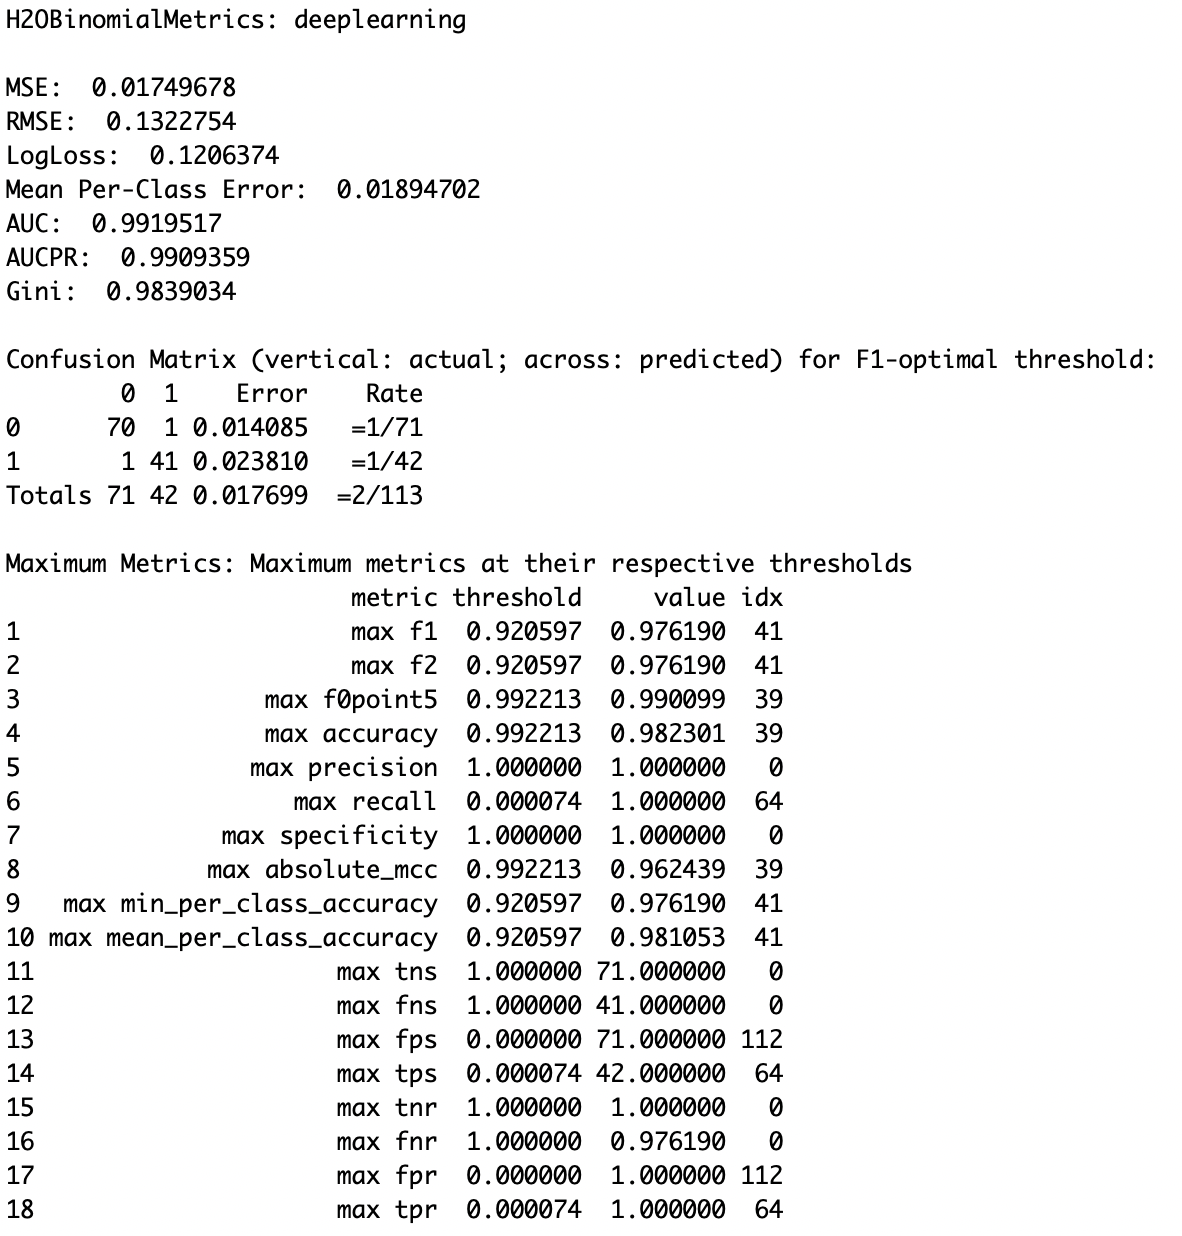 H2OBinomialMetrics: deeplearning
MSE:  0.01749678
RMSE:  0.1322754
LogLoss:  0.1206374
Mean Per-Class Error:  0.01894702
AUC:  0.9919517
AUCPR:  0.9909359
Gini:  0.9839034
Confusion Matrix (vertical: actual; across: predicted) for F1-optimal threshold:
        0  1    Error    Rate
0      70  1 0.014085   =1/71
1       1 41 0.023810   =1/42
Totals 71 42 0.017699  =2/113
Maximum Metrics: Maximum metrics at their respective thresholds
                        metric threshold     value idx
1                       max f1  0.920597  0.976190  41
2                       max f2  0.920597  0.976190  41
3                 max f0point5  0.992213  0.990099  39
4                 max accuracy  0.992213  0.982301  39
5                max precision  1.000000  1.000000   0
6                   max recall  0.000074  1.000000  64
7              max specificity  1.000000  1.000000   0
8             max absolute_mcc  0.992213  0.962439  39
9   max min_per_class_accuracy  0.920597  0.976190  41
10 max mean_per_class_accuracy  0.920597  0.981053  41
11                     max tns  1.000000 71.000000   0
12                     max fns  1.000000 41.000000   0
13                     max fps  0.000000 71.000000 112
14                     max tps  0.000074 42.000000  64
15                     max tnr  1.000000  1.000000   0
16                     max fnr  1.000000  0.976190   0
17                     max fpr  0.000000  1.000000 112
18                     max tpr  0.000074  1.000000  64